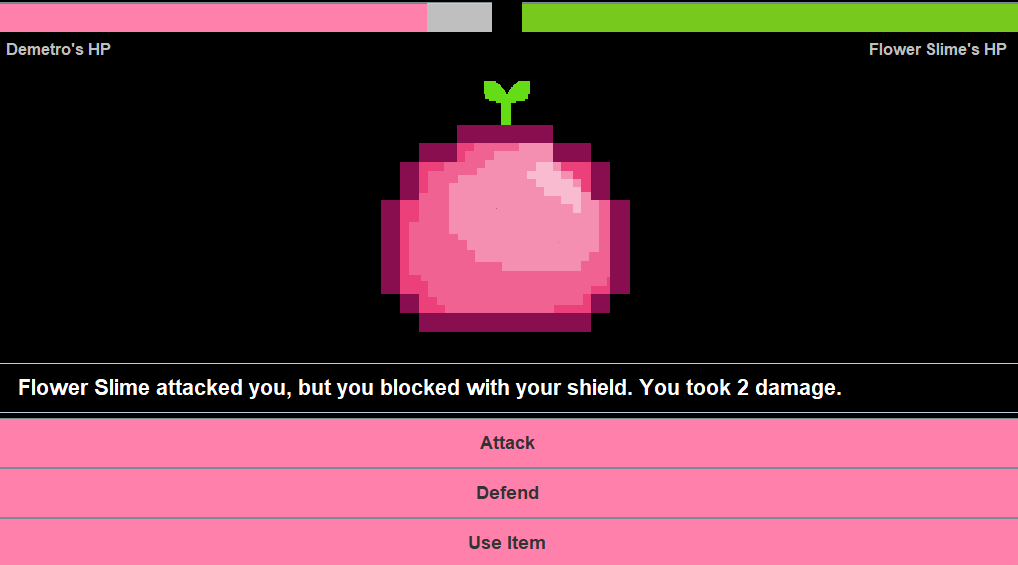 Demetro's HP
Flower Slime's HP
Flower Slime attacked you, but you blocked with your shield. You took 2 damage.
Attack
Defend
Use Item